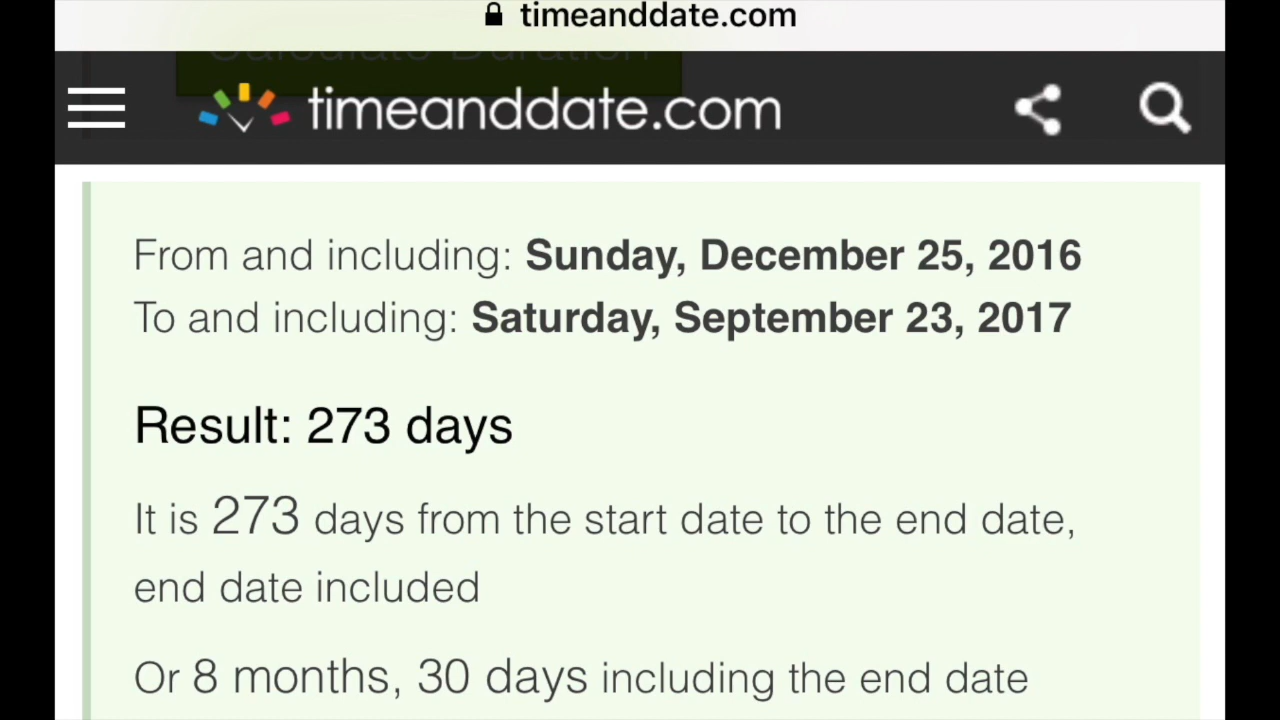 timeanddate.com
Calculate Duration
timeanddate.com
From and including: Sunday, December 25, 2016
To and including: Saturday, September 23, 2017
Result: 273 days
It is 273 days from the start date to the end date,
end date included
Or 8 months, 30 days including the end date